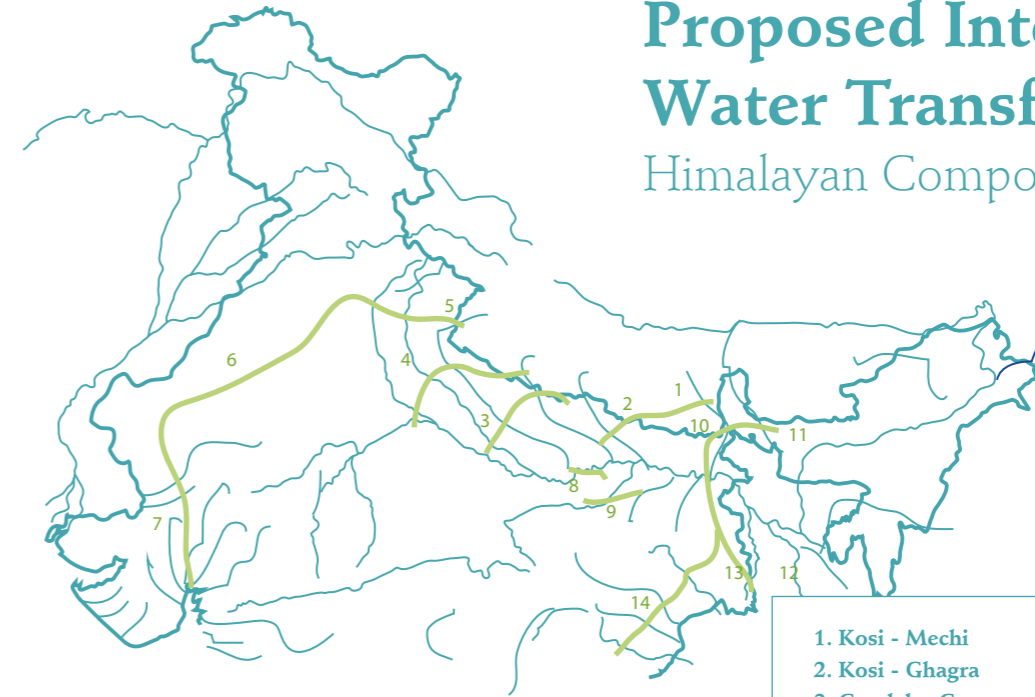 Proposed Int
Water Transf
Himalayan Compo
5
6
4
1
2
3
10
11
8
9
7
13
12
14
1. Kosi - Mechi
2. Kosi - Ghagra